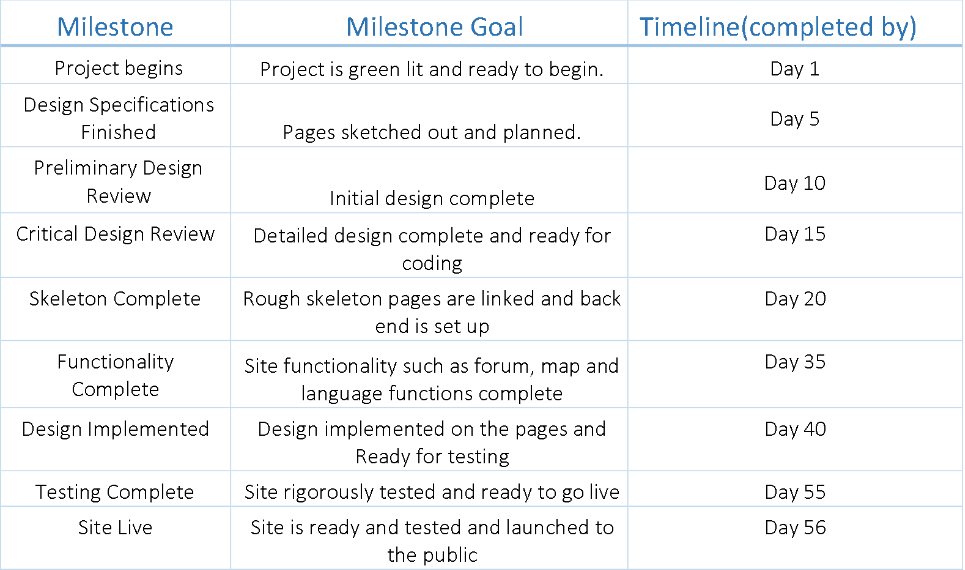 Milestone Milestone Goal Timeline(completed by)
Project begins Project is green lit and ready to begin. Day 1
Design Specifications
Finished Pages sketched out and planned. Day 5
Preliminary Design
Review Initial design complete Day 10
Critical Design Review Detailed design complete and ready for Day 15
coding
Skeleton Complete Rough skeleton pages are linked and back Day 20
end is set up
Functionality Site functionality such as forum, map and Day 35
Complete language functions complete
Design Implemented Design implemented on the pages and Day 40
Ready for testing
Testing Complete Site rigorously tested and ready to go live Day 55
Site Live Site is ready and tested and launched to Day 56
the public